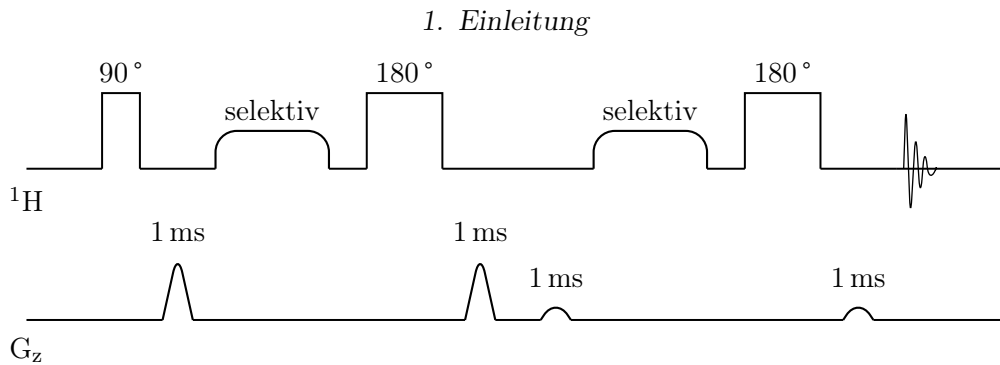 1. Einleitung
90° 180° 180°
selektiv selektiv
¹H
1 ms 1 ms
1 ms 1 ms
G_z